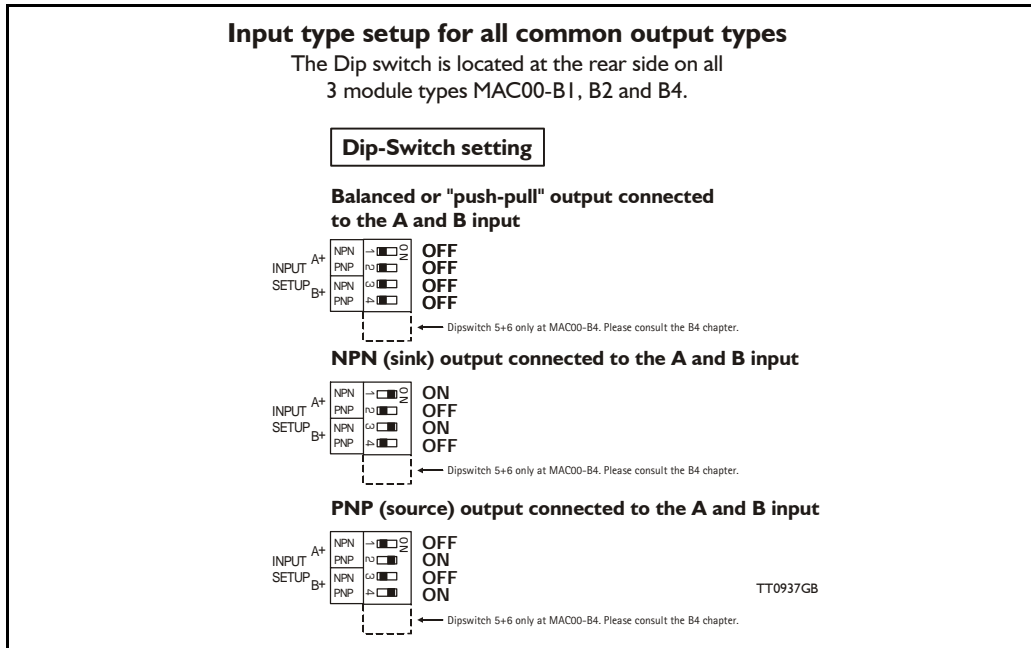 Input type setup for all common output types
The Dip switch is located at the rear side on all
3 module types MAC00-B1, B2 and B4.
Dip-Switch setting
Balanced or "push-pull" output connected
to the A and B input
INPUT SETUP
A+
B+
NPN
PNP
NPN
PNP
1
2
3
4
ON
OFF
OFF
OFF
OFF
Dipswitch 5+6 only at MAC00-B4. Please consult the B4 chapter.
NPN (sink) output connected to the A and B input
INPUT SETUP
A+
B+
NPN
PNP
NPN
PNP
1
2
3
4
ON
ON
OFF
ON
OFF
Dipswitch 5+6 only at MAC00-B4. Please consult the B4 chapter.
PNP (source) output connected to the A and B input
INPUT SETUP
A+
B+
NPN
PNP
NPN
PNP
1
2
3
4
ON
OFF
ON
OFF
ON
TT0937GB
Dipswitch 5+6 only at MAC00-B4. Please consult the B4 chapter.